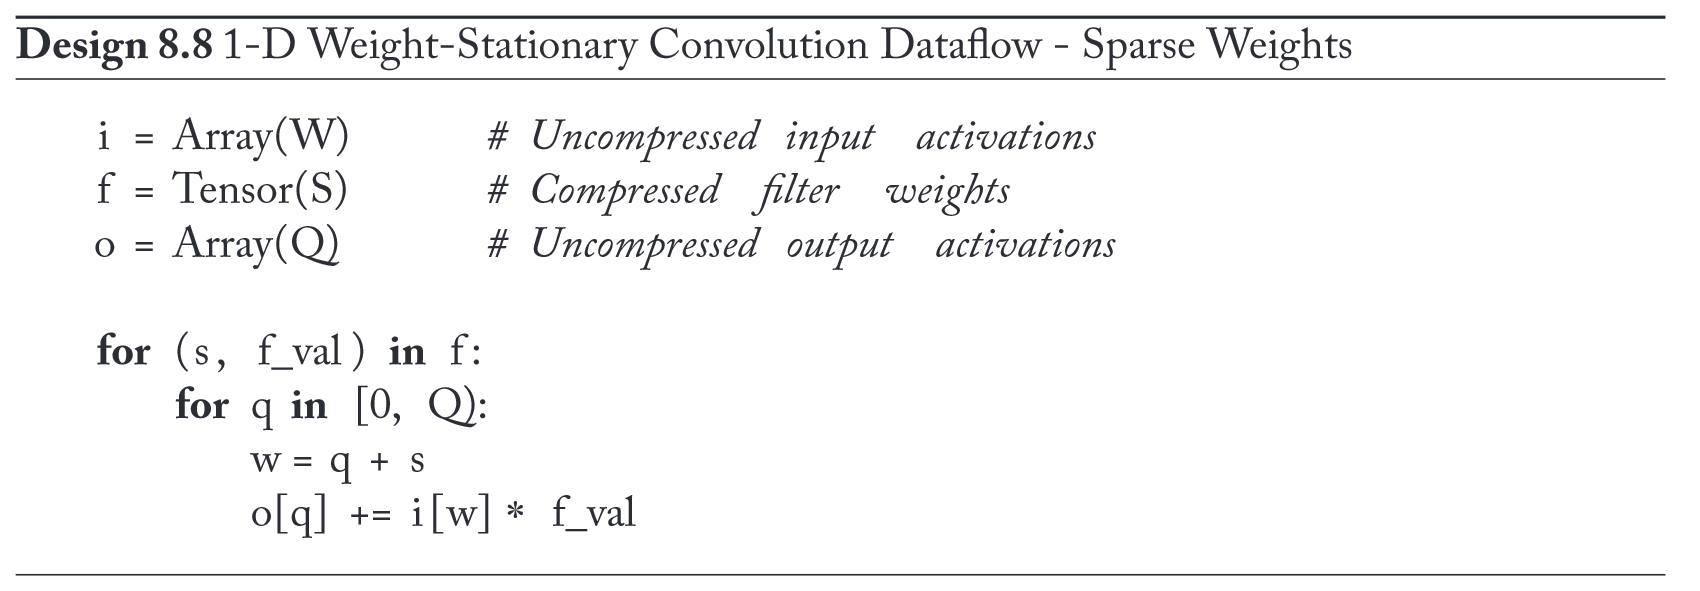 Design 8.8 1-D Weight-Stationary Convolution Dataflow - Sparse Weights
i = Array(W) # Uncompressed input activations
f = Tensor(S) # Compressed filter weights
o = Array(Q) # Uncompressed output activations
for (s, f_val) in f:
for q in [0, Q):
w = q + s
o[q] += i[w] * f_val